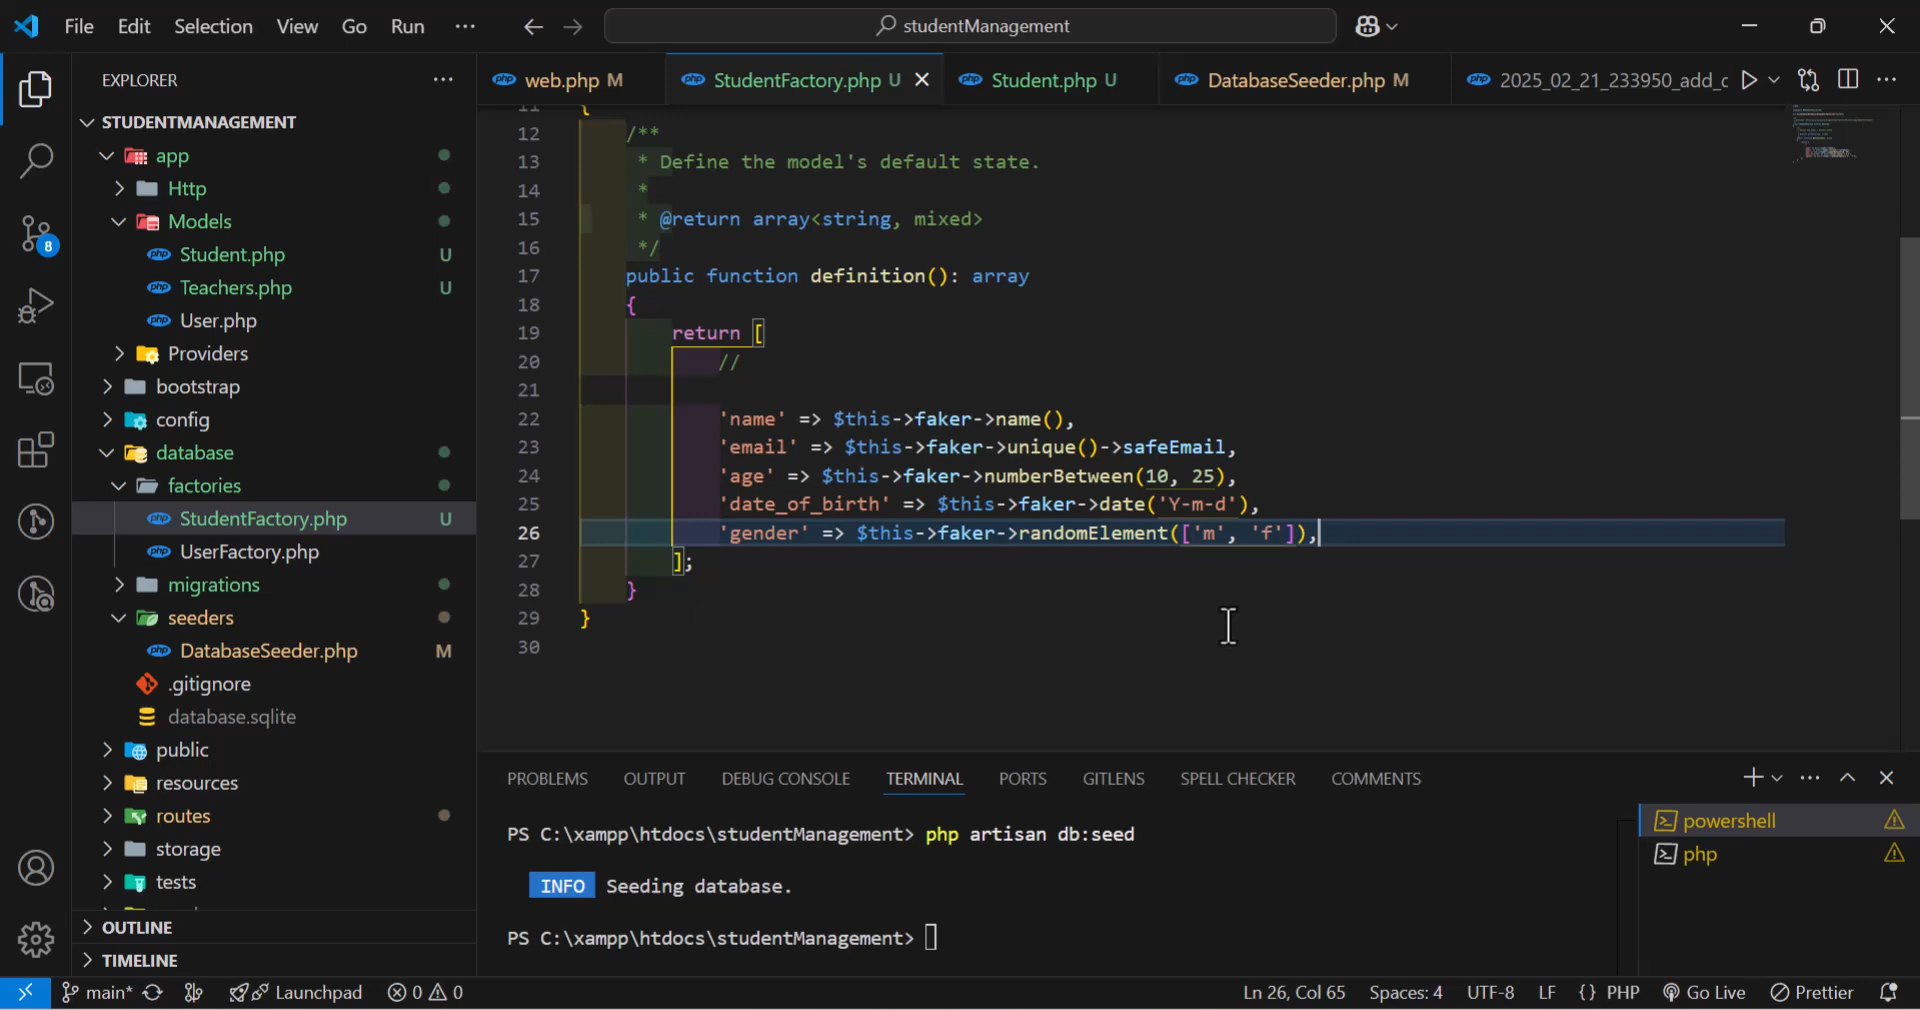 File Edit Selection View Go Run ··· studentManagement
EXPLORER ···
STUDENTMANAGEMENT
app
Http
Models
Student.php U
Teachers.php U
User.php
Providers
bootstrap
config
database
factories
StudentFactory.php U
UserFactory.php
migrations
seeders
DatabaseSeeder.php M
.gitignore
database.sqlite
public
resources
routes
storage
tests
OUTLINE
TIMELINE
8
web.php M StudentFactory.php U Student.php U DatabaseSeeder.php M 2025_02_21_233950_add_c
11 {
12 /**
13 * Define the model's default state.
14 *
15 * @return array<string, mixed>
16 */
17 public function definition(): array
18 {
19 return [
20 //
21
22 'name' => $this->faker->name(),
23 'email' => $this->faker->unique()->safeEmail,
24 'age' => $this->faker->numberBetween(10, 25),
25 'date_of_birth' => $this->faker->date('Y-m-d'),
26 'gender' => $this->faker->randomElement(['m', 'f']),
27 ];
28 }
29 }
30
PROBLEMS OUTPUT DEBUG CONSOLE TERMINAL PORTS GITLENS SPELL CHECKER COMMENTS
PS C:\xampp\htdocs\studentManagement> php artisan db:seed
INFO Seeding database.
PS C:\xampp\htdocs\studentManagement>
powershell
php
main* Launchpad 0 0 Ln 26, Col 65 Spaces: 4 UTF-8 LF {} PHP Go Live Prettier